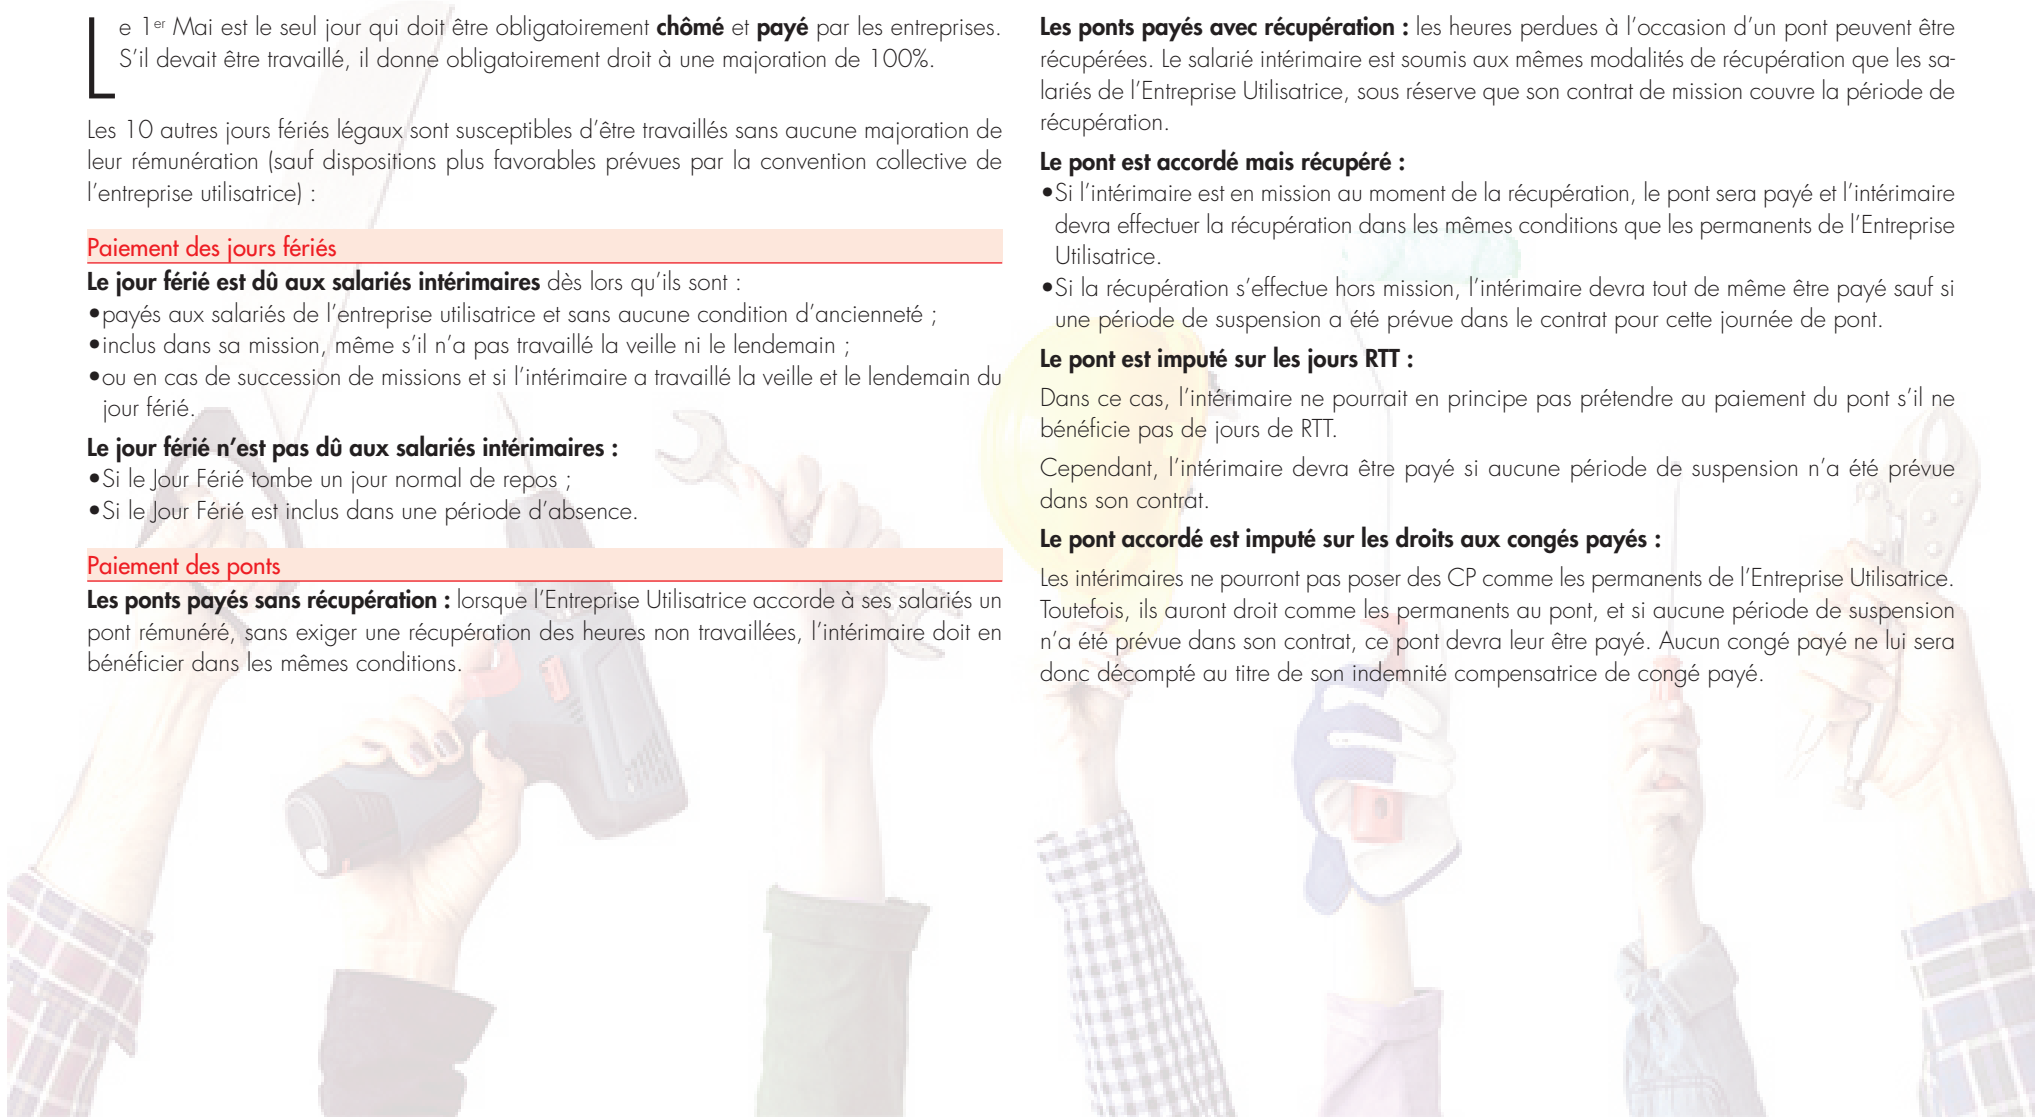 Le 1er Mai est le seul jour qui doit être obligatoirement chômé et payé par les entreprises.
S’il devait être travaillé, il donne obligatoirement droit à une majoration de 100%.
Les 10 autres jours fériés légaux sont susceptibles d’être travaillés sans aucune majoration de
leur rémunération (sauf dispositions plus favorables prévues par la convention collective de
l’entreprise utilisatrice) :
Paiement des jours fériés
Le jour férié est dû aux salariés intérimaires dès lors qu’ils sont :
•payés aux salariés de l’entreprise utilisatrice et sans aucune condition d’ancienneté ;
•inclus dans sa mission, même s’il n’a pas travaillé la veille ni le lendemain ;
•ou en cas de succession de missions et si l’intérimaire a travaillé la veille et le lendemain du
jour férié.
Le jour férié n’est pas dû aux salariés intérimaires :
•Si le Jour Férié tombe un jour normal de repos ;
•Si le Jour Férié est inclus dans une période d’absence.
Paiement des ponts
Les ponts payés sans récupération : lorsque l’Entreprise Utilisatrice accorde à ses salariés un
pont rémunéré, sans exiger une récupération des heures non travaillées, l’intérimaire doit en
bénéficier dans les mêmes conditions.
Les ponts payés avec récupération : les heures perdues à l’occasion d’un pont peuvent être
récupérées. Le salarié intérimaire est soumis aux mêmes modalités de récupération que les sa-
lariés de l’Entreprise Utilisatrice, sous réserve que son contrat de mission couvre la période de
récupération.
Le pont est accordé mais récupéré :
•Si l’intérimaire est en mission au moment de la récupération, le pont sera payé et l’intérimaire
devra effectuer la récupération dans les mêmes conditions que les permanents de l’Entreprise
Utilisatrice.
•Si la récupération s’effectue hors mission, l’intérimaire devra tout de même être payé sauf si
une période de suspension a été prévue dans le contrat pour cette journée de pont.
Le pont est imputé sur les jours RTT :
Dans ce cas, l’intérimaire ne pourrait en principe pas prétendre au paiement du pont s’il ne
bénéficie pas de jours de RTT.
Cependant, l’intérimaire devra être payé si aucune période de suspension n’a été prévue
dans son contrat.
Le pont accordé est imputé sur les droits aux congés payés :
Les intérimaires ne pourront pas poser des CP comme les permanents de l’Entreprise Utilisatrice.
Toutefois, ils auront droit comme les permanents au pont, et si aucune période de suspension
n’a été prévue dans son contrat, ce pont devra leur être payé. Aucun congé payé ne lui sera
donc décompté au titre de son indemnité compensatrice de congé payé.